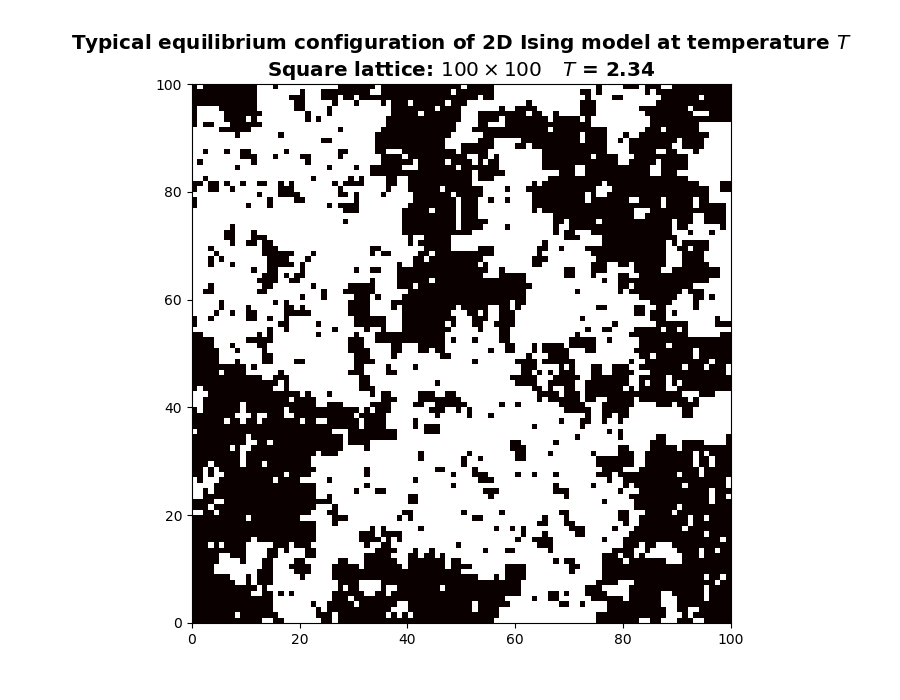 Typical equilibrium configuration of 2D Ising model at temperature T
Square lattice: 100 × 100 T = 2.34
100
80
60
40
20
0
0 20 40 60 80 100